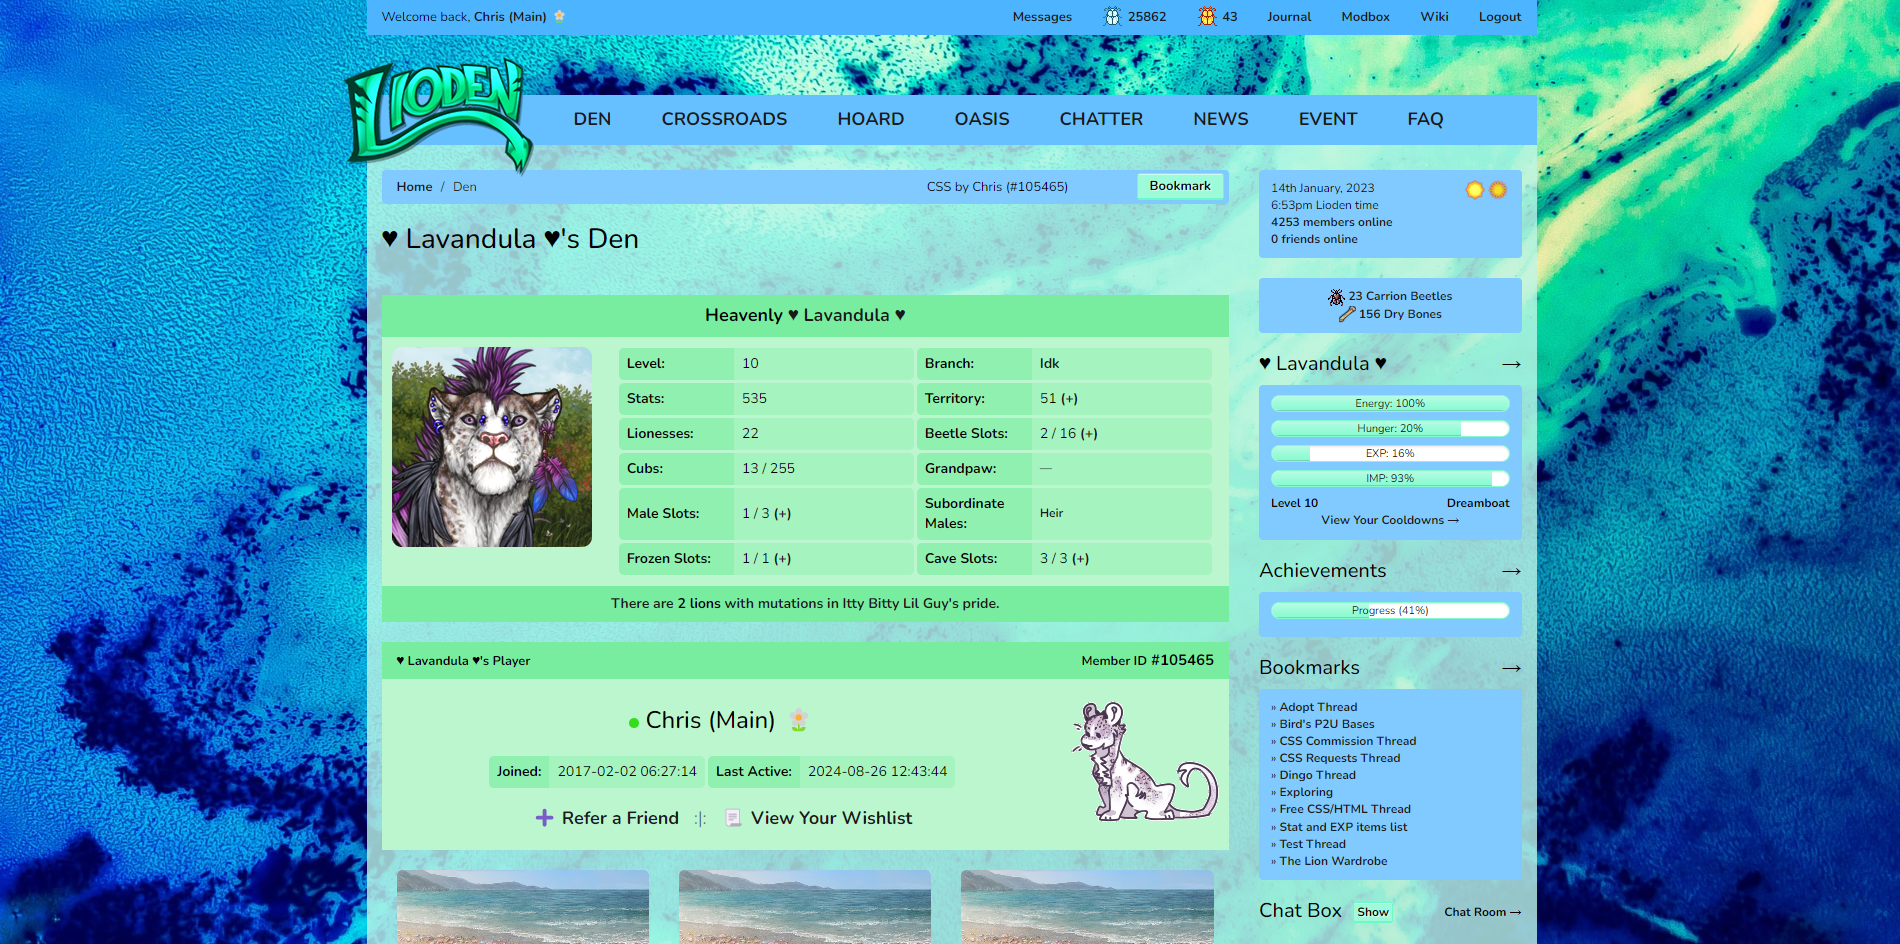 Welcome back, Chris (Main)
Messages 25862 43 Journal Modbox Wiki Logout
LIODEN
DEN CROSSROADS HOARD OASIS CHATTER NEWS EVENT FAQ
Home / Den CSS by Chris (#105465) Bookmark
♥ Lavandula ♥'s Den
Heavenly ♥ Lavandula ♥
Level: 10 Branch: Idk
Stats: 535 Territory: 51 (+)
Lionesses: 22 Beetle Slots: 2 / 16 (+)
Cubs: 13 / 255 Grandpaw: —
Male Slots: 1 / 3 (+) Subordinate
Males: Heir
Frozen Slots: 1 / 1 (+) Cave Slots: 3 / 3 (+)
There are 2 lions with mutations in Itty Bitty Lil Guy's pride.
♥ Lavandula ♥'s Player Member ID #105465
Chris (Main)
Joined: 2017-02-02 06:27:14 Last Active: 2024-08-26 12:43:44
Refer a Friend :|: View Your Wishlist
14th January, 2023
6:53pm Lioden time
4253 members online
0 friends online
23 Carrion Beetles
156 Dry Bones
♥ Lavandula ♥ →
Energy: 100%
Hunger: 20%
EXP: 16%
IMP: 93%
Level 10 Dreamboat
View Your Cooldowns →
Achievements →
Progress (41%)
Bookmarks →
» Adopt Thread
» Bird's P2U Bases
» CSS Commission Thread
» CSS Requests Thread
» Dingo Thread
» Exploring
» Free CSS/HTML Thread
» Stat and EXP items list
» Test Thread
» The Lion Wardrobe
Chat Box Show Chat Room →